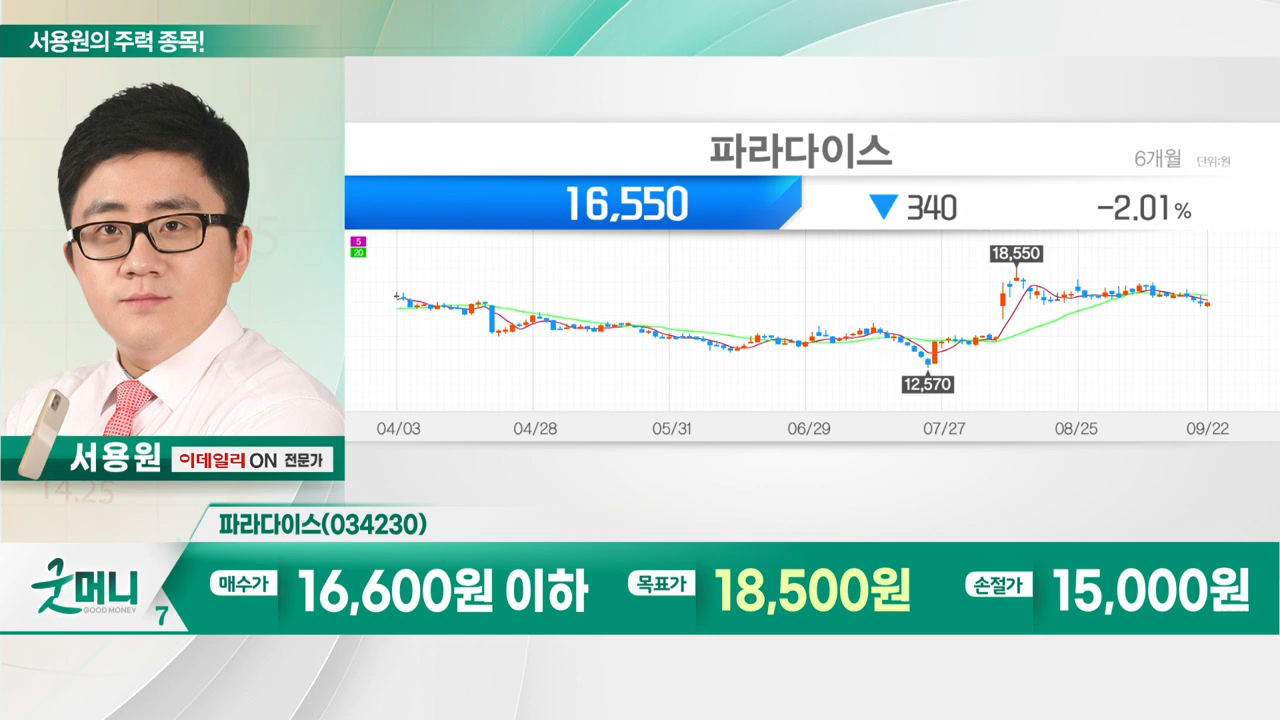 서용원의 주력 종목!
파라다이스
6개월 단위:원
16,550 ▼ 340 -2.01%
5
20
18,550
12,570
04/03 04/28 05/31 06/29 07/27 08/25 09/22
서용원 이데일리 ON 전문가
14.25
파라다이스(034230)
굿머니
GOOD MONEY
7
매수가 16,600원 이하 목표가 18,500원 손절가 15,000원